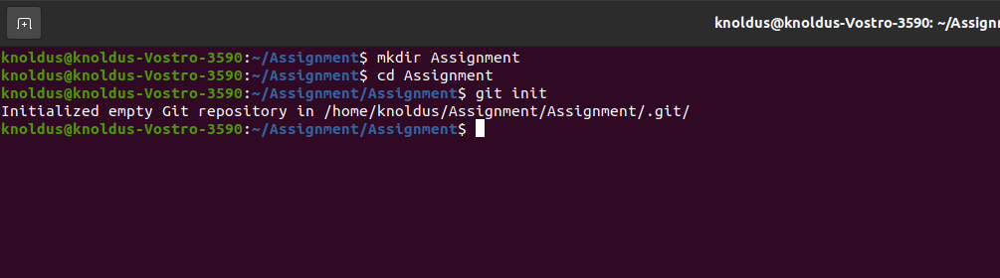 knoldus@knoldus-Vostro-3590: ~/Assignm
knoldus@knoldus-Vostro-3590:~/Assignment$ mkdir Assignment
knoldus@knoldus-Vostro-3590:~/Assignment$ cd Assignment
knoldus@knoldus-Vostro-3590:~/Assignment/Assignment$ git init
Initialized empty Git repository in /home/knoldus/Assignment/Assignment/.git/
knoldus@knoldus-Vostro-3590:~/Assignment/Assignment$